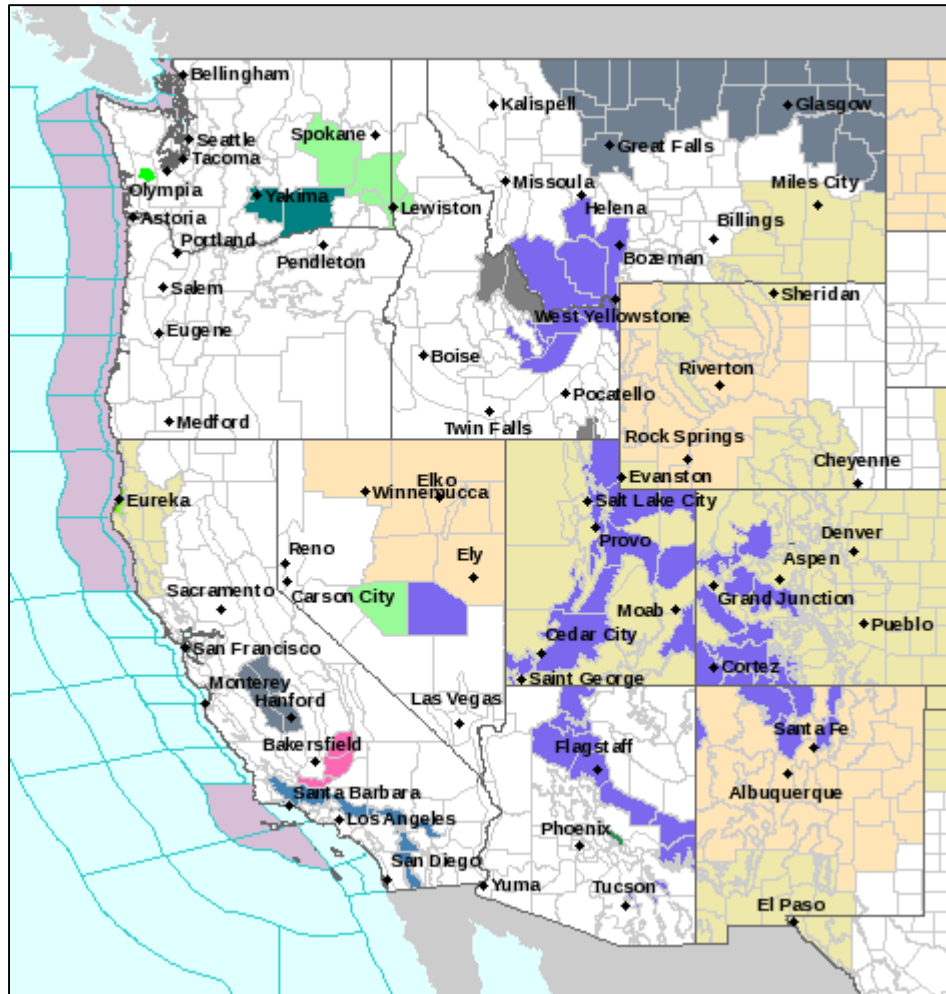 Bellingham
Kalispell
Glasgow
Seattle
Spokane
Great Falls
Tacoma
Missoula
Miles City
Olympia
Yakima
Helena
Lewiston
Astoria
Billings
Portland
Bozeman
Pendleton
Salem
Sheridan
West Yellowstone
Eugene
Boise
Riverton
Pocatello
Medford
Twin Falls
Rock Springs
Cheyenne
Elko
Evanston
Eureka
Winnemucca
Salt Lake City
Provo
Denver
Reno
Ely
Aspen
Sacramento
Carson City
Grand Junction
Moab
Pueblo
Cedar City
San Francisco
Cortez
Saint George
Monterey
Hanford
Las Vegas
Santa Fe
Bakersfield
Flagstaff
Albuquerque
Santa Barbara
Los Angeles
Phoenix
San Diego
Yuma
Tucson
El Paso